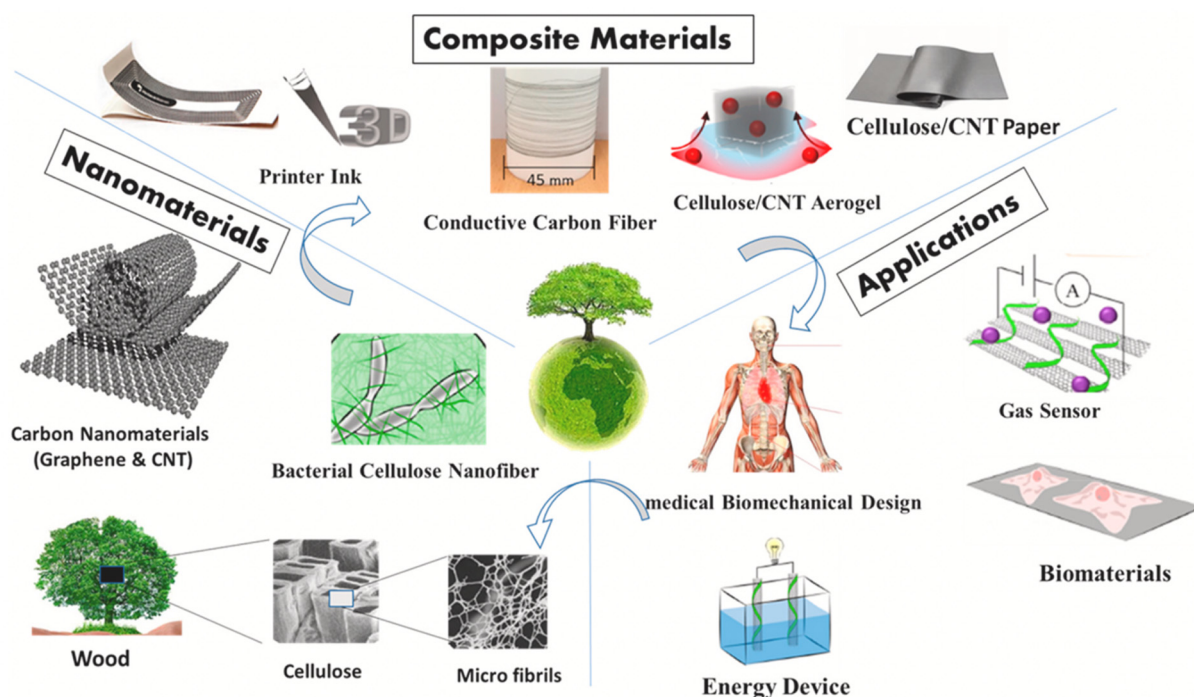 Composite Materials
Nanomaterials
Applications
Printer Ink
3D
45 mm
Conductive Carbon Fiber
Cellulose/CNT Aerogel
Cellulose/CNT Paper
Carbon Nanomaterials
(Graphene & CNT)
Bacterial Cellulose Nanofiber
medical Biomechanical Design
A
Gas Sensor
Biomaterials
Wood
Cellulose
Micro fibrils
Energy Device